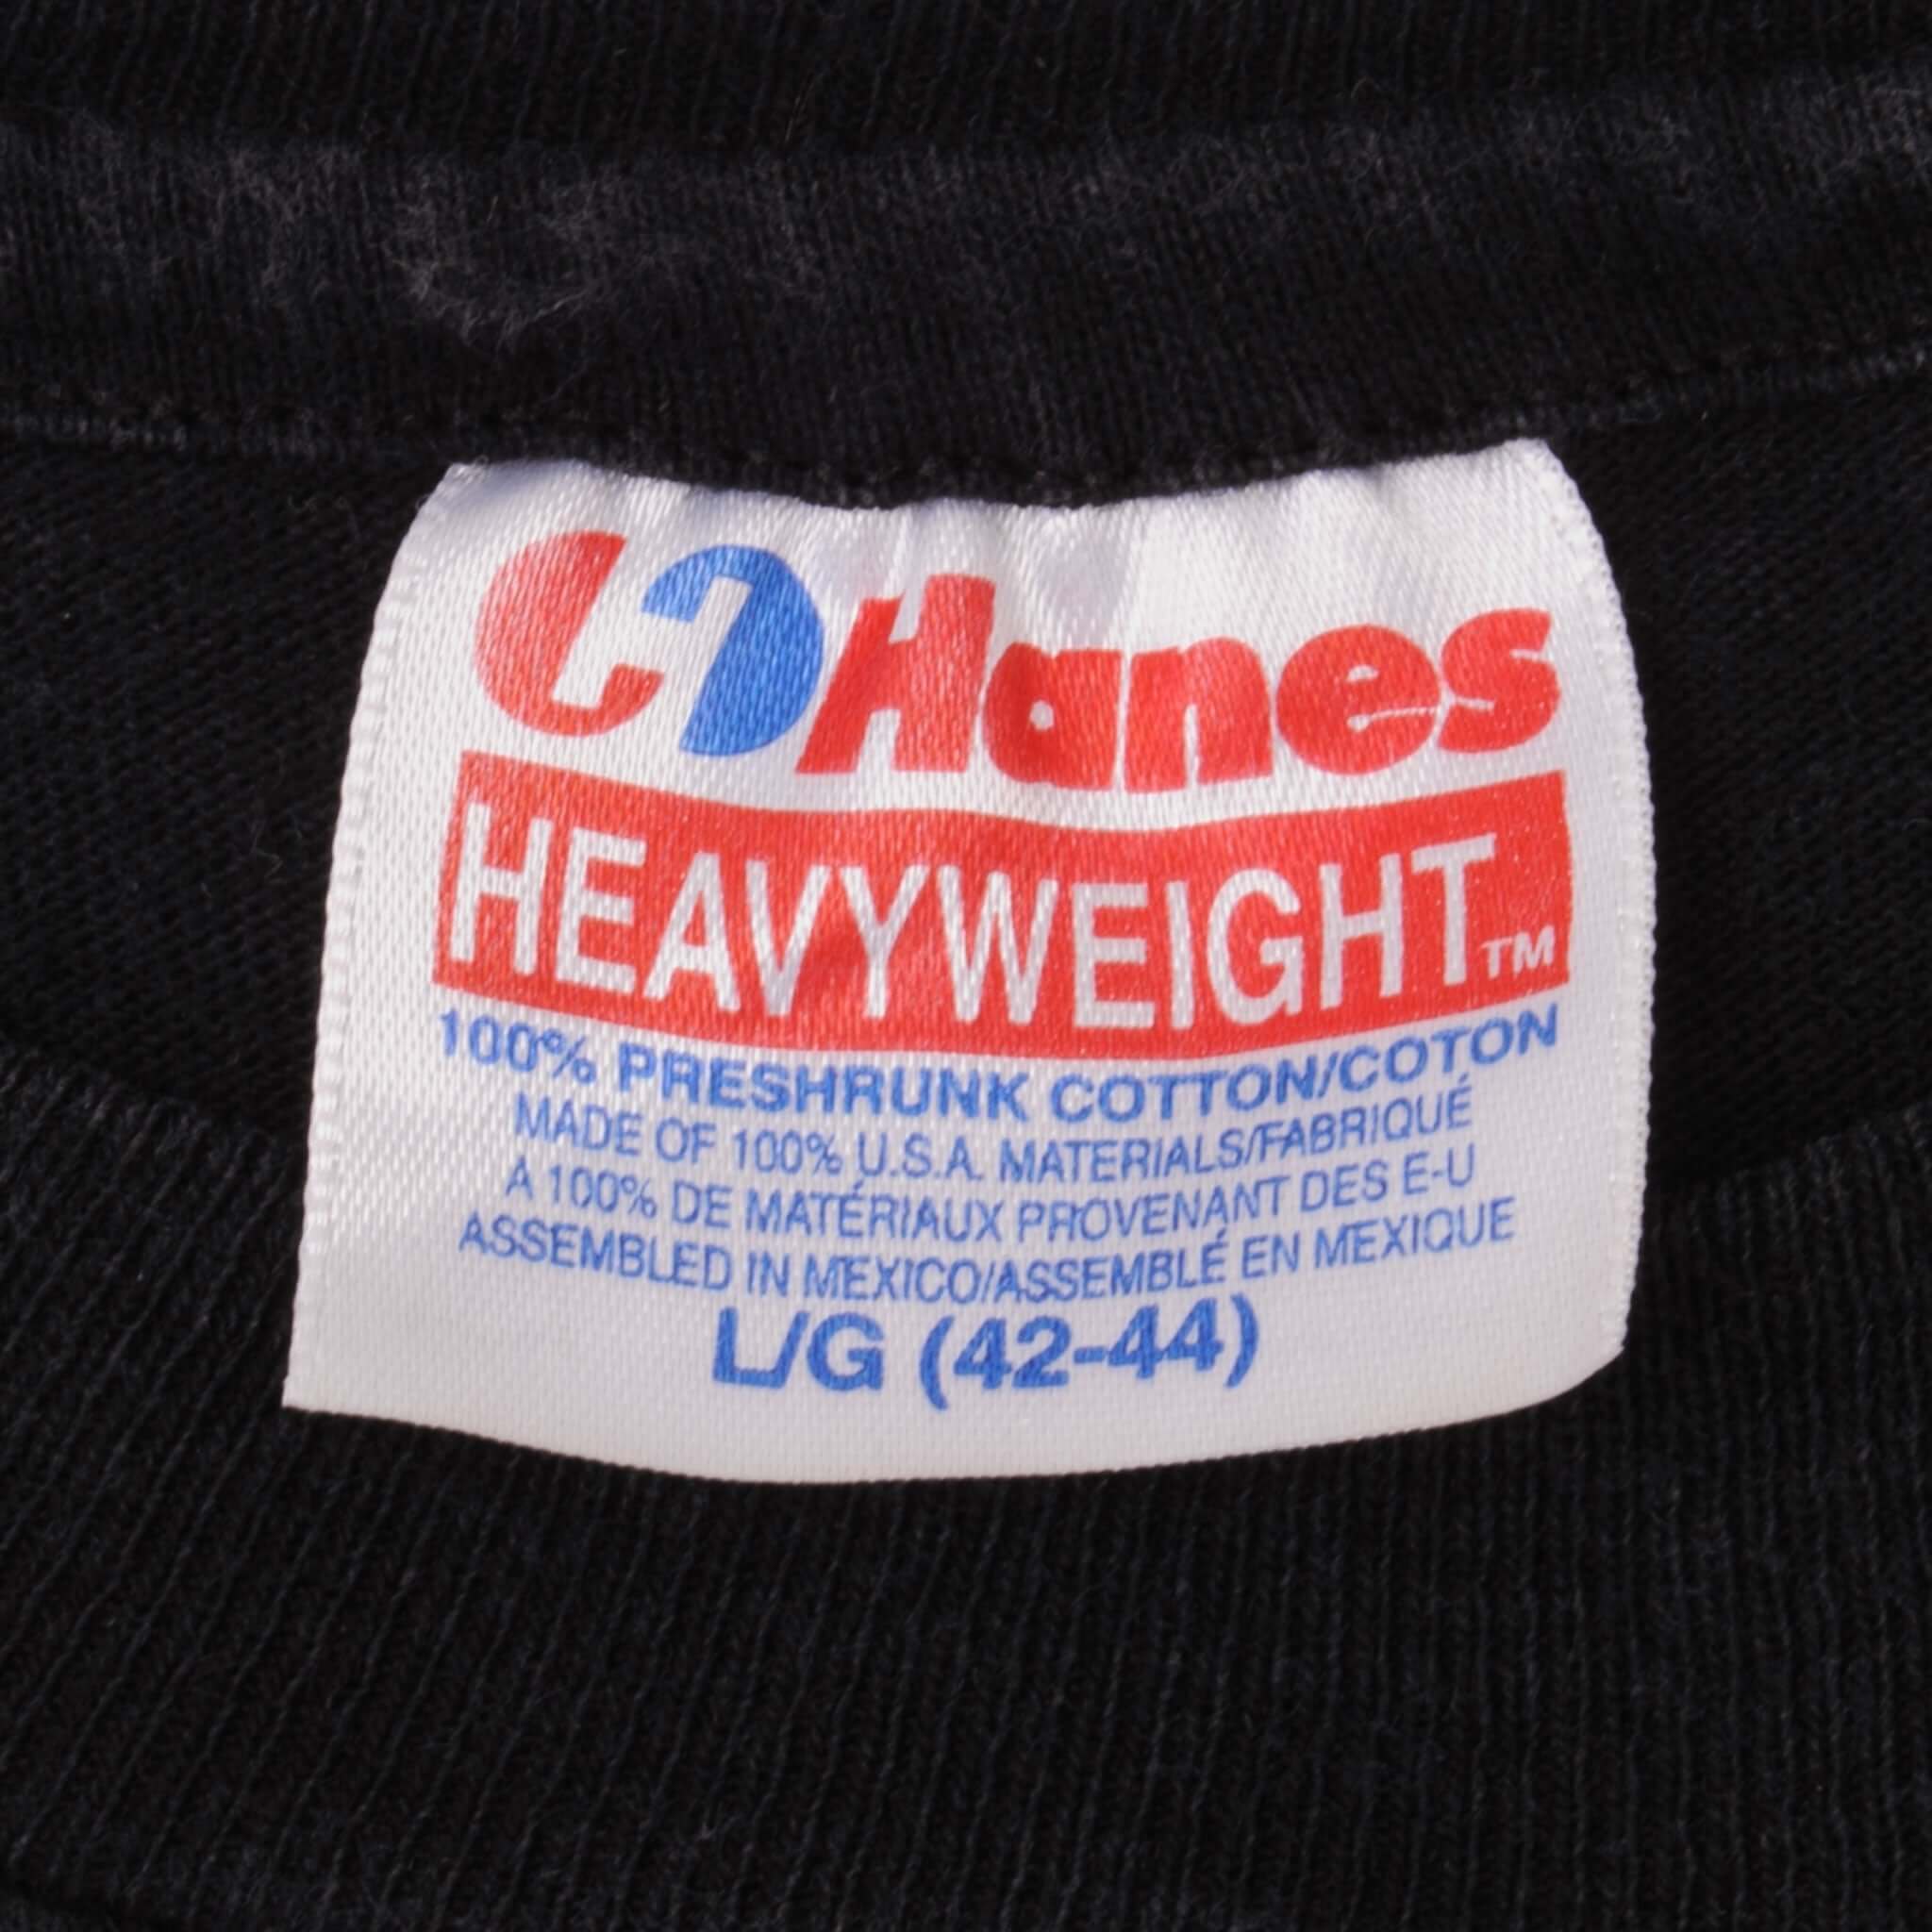 Hanes
HEAVYWEIGHT™
100% PRESHRUNK COTTON/COTON
MADE OF 100% U.S.A. MATERIALS/FABRIQUÉ
A 100% DE MATÉRIAUX PROVENANT DES E-U
ASSEMBLED IN MEXICO/ASSEMBLÉ EN MEXIQUE
L/G (42-44)